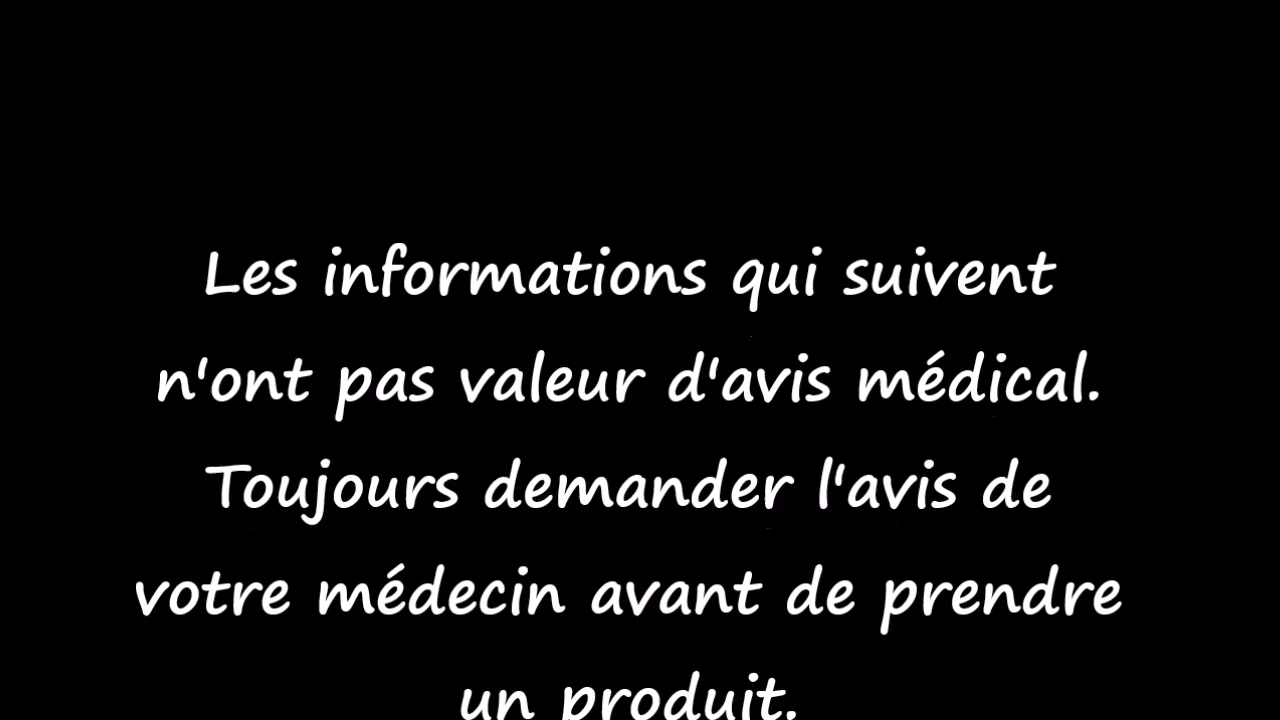 Les informations qui suivent
n'ont pas valeur d'avis médical.
Toujours demander l'avis de
votre médecin avant de prendre
un produit.